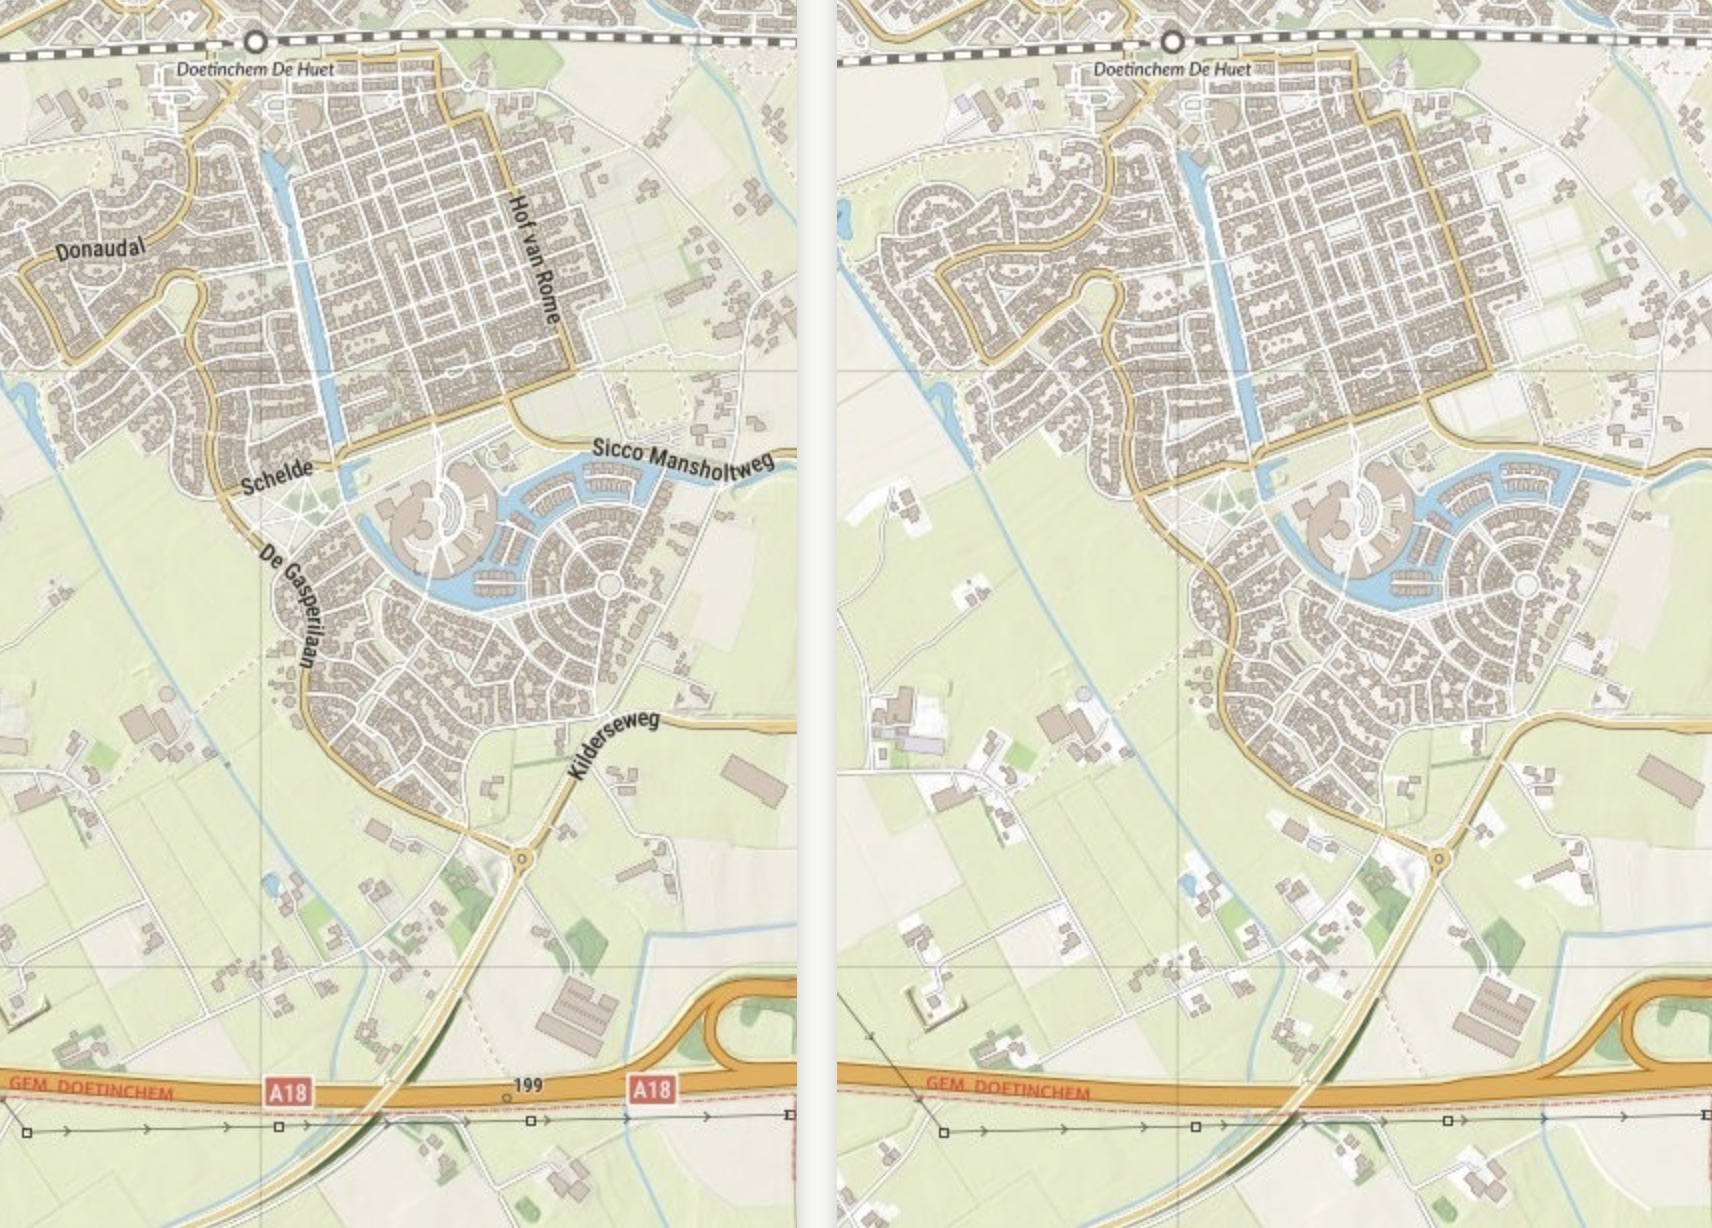 Doetinchem De Huet
Donaudal
Hof van Rome
Schelde
Sicco Mansholtweg
De Gasperilaan
Kilderseweg
GEM. DOETINCHEM
A18
199
A18
Doetinchem De Huet
GEM. DOETINCHEM